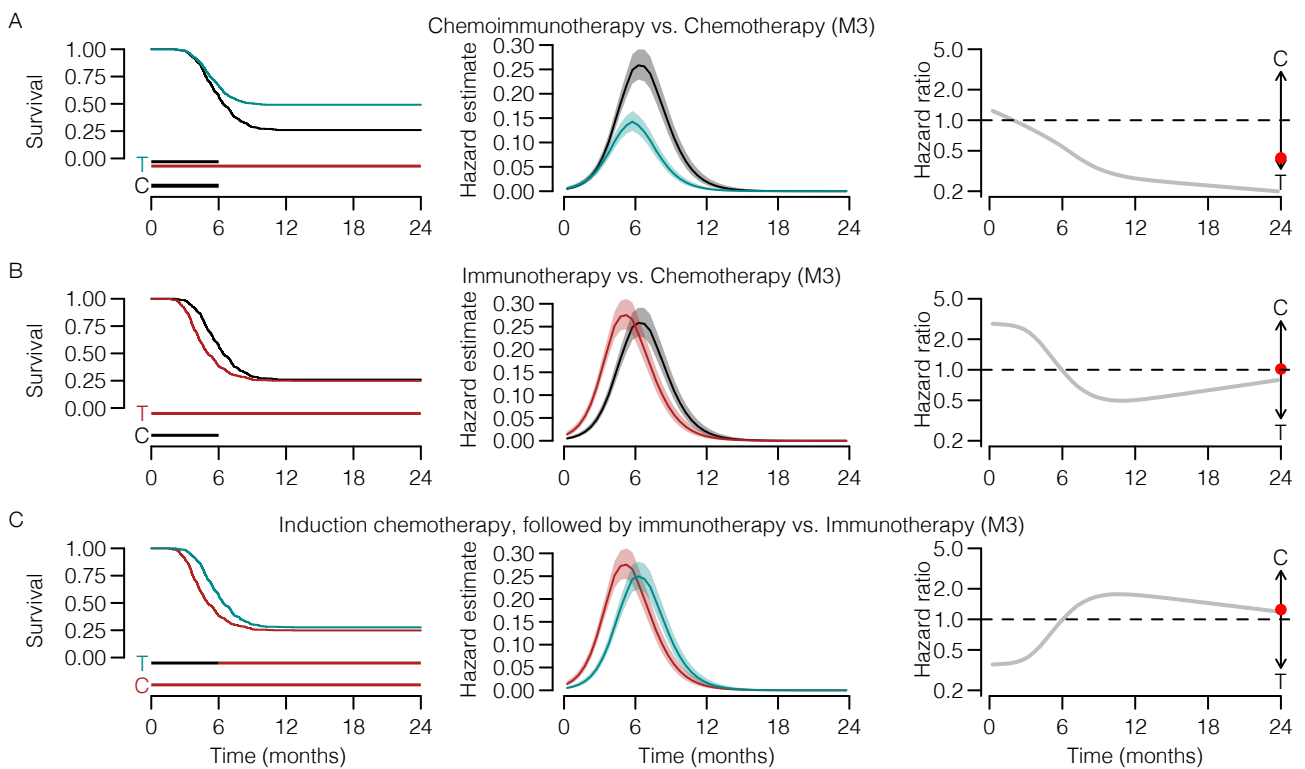 A
Chemoimmunotherapy vs. Chemotherapy (M3)
Survival
1.00
0.75
0.50
0.25
0.00
T
C
0 6 12 18 24
Hazard estimate
0.30
0.25
0.20
0.15
0.10
0.05
0.00
0 6 12 18 24
Hazard ratio
5.0
2.0
1.0
0.5
0.2
C
T
0 6 12 18 24
B
Immunotherapy vs. Chemotherapy (M3)
Survival
1.00
0.75
0.50
0.25
0.00
T
C
0 6 12 18 24
Hazard estimate
0.30
0.25
0.20
0.15
0.10
0.05
0.00
0 6 12 18 24
Hazard ratio
5.0
2.0
1.0
0.5
0.2
C
T
0 6 12 18 24
C
Induction chemotherapy, followed by immunotherapy vs. Immunotherapy (M3)
Survival
1.00
0.75
0.50
0.25
0.00
T
C
0 6 12 18 24
Time (months)
Hazard estimate
0.30
0.25
0.20
0.15
0.10
0.05
0.00
0 6 12 18 24
Time (months)
Hazard ratio
5.0
2.0
1.0
0.5
0.2
C
T
0 6 12 18 24
Time (months)